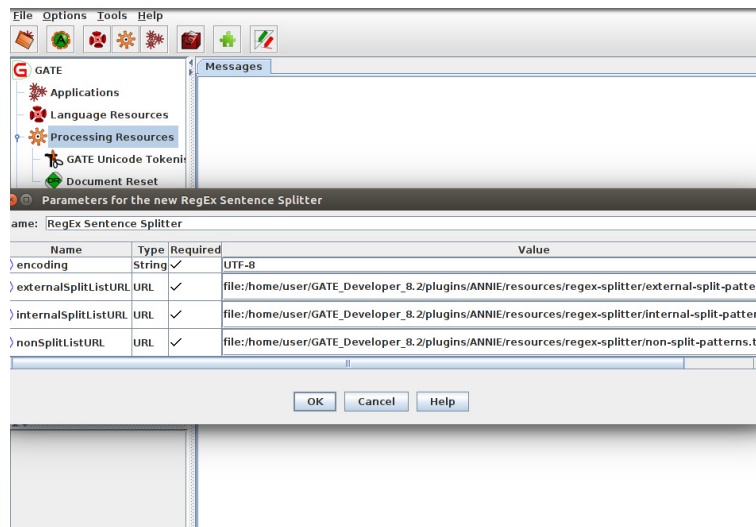 File Options Tools Help
GATE
Messages
Applications
Language Resources
Processing Resources
GATE Unicode Tokenis
Document Reset
Parameters for the new RegEx Sentence Splitter
ame: RegEx Sentence Splitter
Name Type Required Value
encoding String UTF-8
externalSplitListURL URL file:/home/user/GATE_Developer_8.2/plugins/ANNIE/resources/regex-splitter/external-split-patte
internalSplitListURL URL file:/home/user/GATE_Developer_8.2/plugins/ANNIE/resources/regex-splitter/internal-split-patter
nonSplitListURL URL file:/home/user/GATE_Developer_8.2/plugins/ANNIE/resources/regex-splitter/non-split-patterns.t
OK Cancel Help